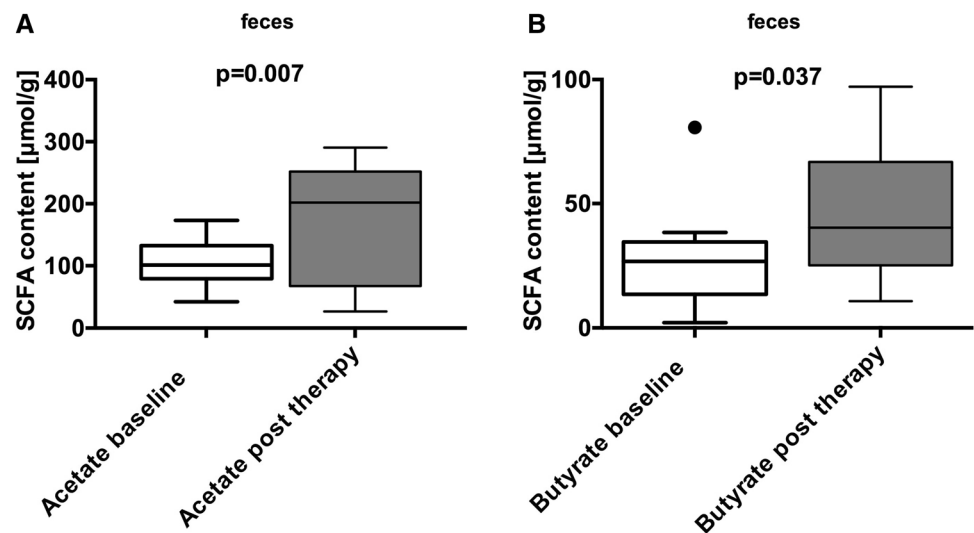 A
feces
p=0.007
SCFA content [μmol/g]
400
300
200
100
0
Acetate baseline
Acetate post therapy
B
feces
p=0.037
SCFA content [μmol/g]
100
50
0
Butyrate baseline
Butyrate post therapy